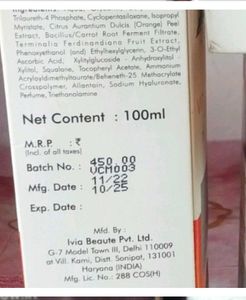 Trilaureth-4 Phosphate, Cyclopentasiloxane, Isopropyl
Myristate, Citrus Aurantium Dulcis (Orange) Peel
Extract, Bacillus/Carrot Root Ferment Filtrate,
Terminalia Ferdinandiana Fruit Extract,
Phenoxyethanol (and) Ethylhexylglycerin, 3-O-Ethyl
Ascorbic Acid, Xylitylglucoside - Anhydroxylitol -
Xylitol, Squalane, Tocopheryl Acetate, Ammonium
Acryloyldimethyltaurate/Beheneth-25 Methacrylate
Crosspolymer, Allantoin, Sodium Hyaluronate,
Perfume, Triethanolamine
Net Content : 100ml
M.R.P. : ₹ 450.00
(Incl. of all taxes)
Batch No. : VCM003
Mfg. Date : 11/22
Exp. Date : 10/25
Mfd. By :
Ivia Beaute Pvt. Ltd.
G-7 Model Town III, Delhi 110009
at Vill. Kami, Distt. Sonipat, 131001
Haryana (INDIA)
Mfg. Lic. No.: 288 COS(H)